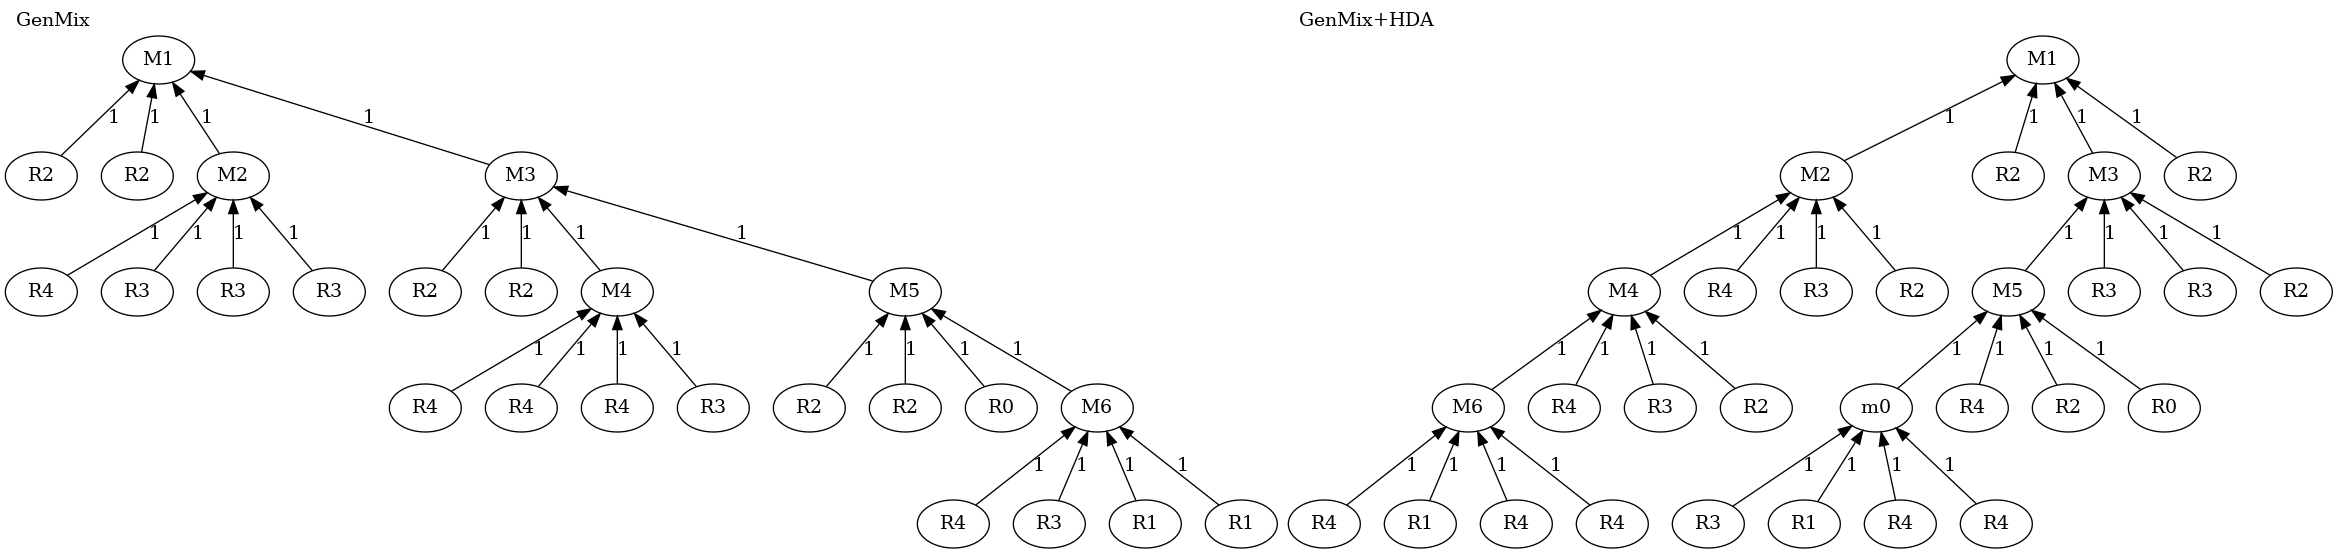 GenMix
GenMix+HDA
M1
M1
1 1 1 1
1 1 1 1
R2 R2 M2 M3
M2 R2 M3 R2
1 1 1 1 1 1 1 1
1 1 1 1 1 1 1 1
R4 R3 R3 R3 R2 R2 M4 M5
M4 R4 R3 R2 M5 R3 R3 R2
1 1 1 1 1 1 1 1
1 1 1 1 1 1 1 1
R4 R4 R4 R3 R2 R2 R0 M6
M6 R4 R3 R2 m0 R4 R2 R0
1 1 1 1
1 1 1 1 1 1 1 1
R4 R3 R1 R1
R4 R1 R4 R4 R3 R1 R4 R4